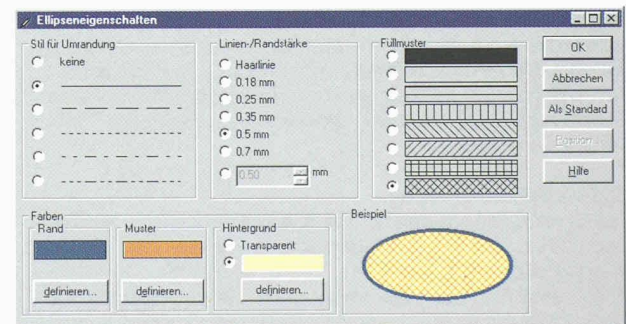 Ellipseneigenschaften
Stil für Umrandung
keine
Linien-/Randstärke
Haarlinie
0.18 mm
0.25 mm
0.35 mm
0.5 mm
0.7 mm
0.50 mm
Füllmuster
OK
Abbrechen
Als Standard
Position...
Hilfe
Farben
Rand
definieren...
Muster
definieren...
Hintergrund
Transparent
definieren...
Beispiel